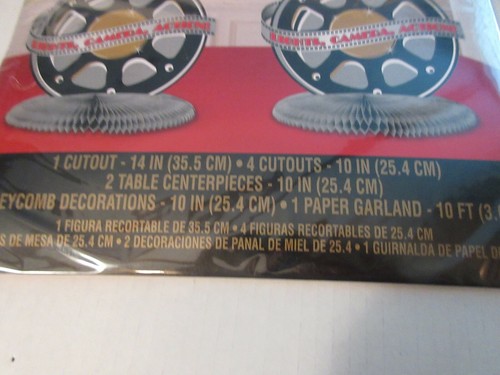 LIGHTS, CAMERA, ACTION!
LIGHTS, CAMERA, ACTION!
1 CUTOUT - 14 IN (35.5 CM) • 4 CUTOUTS - 10 IN (25.4 CM)
2 TABLE CENTERPIECES - 10 IN (25.4 CM)
EYCOMB DECORATIONS - 10 IN (25.4 CM) • 1 PAPER GARLAND - 10 FT (3.
1 FIGURA RECORTABLE DE 35.5 CM • 4 FIGURAS RECORTABLES DE 25.4 CM
S DE MESA DE 25.4 CM • 2 DECORACIONES DE PANAL DE MIEL DE 25.4 • 1 GUIRNALDA DE PAPEL D